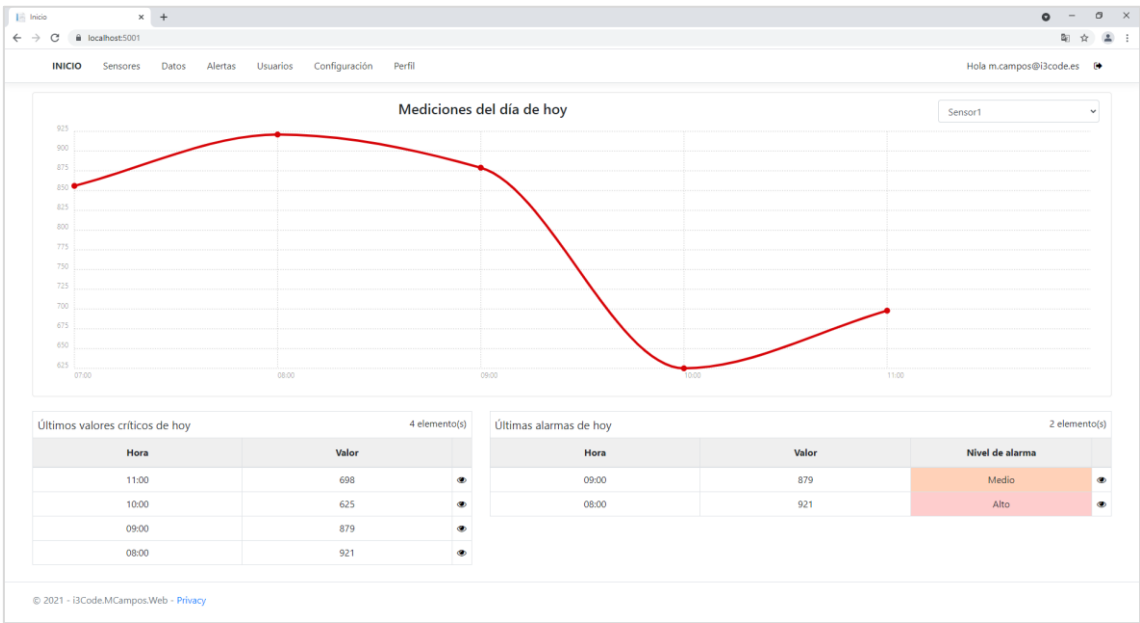 Inicio
localhost:5001
INICIO Sensores Datos Alertas Usuarios Configuración Perfil Hola m.campos@i3code.es
Mediciones del día de hoy
Sensor1
925
900
875
850
825
800
775
750
725
700
675
650
625
07:00 08:00 09:00 10:00 11:00
Últimos valores críticos de hoy 4 elemento(s)
Hora Valor
11:00 698
10:00 625
09:00 879
08:00 921
Últimas alarmas de hoy 2 elemento(s)
Hora Valor Nivel de alarma
09:00 879 Medio
08:00 921 Alto
© 2021 - i3Code.MCampos.Web - Privacy